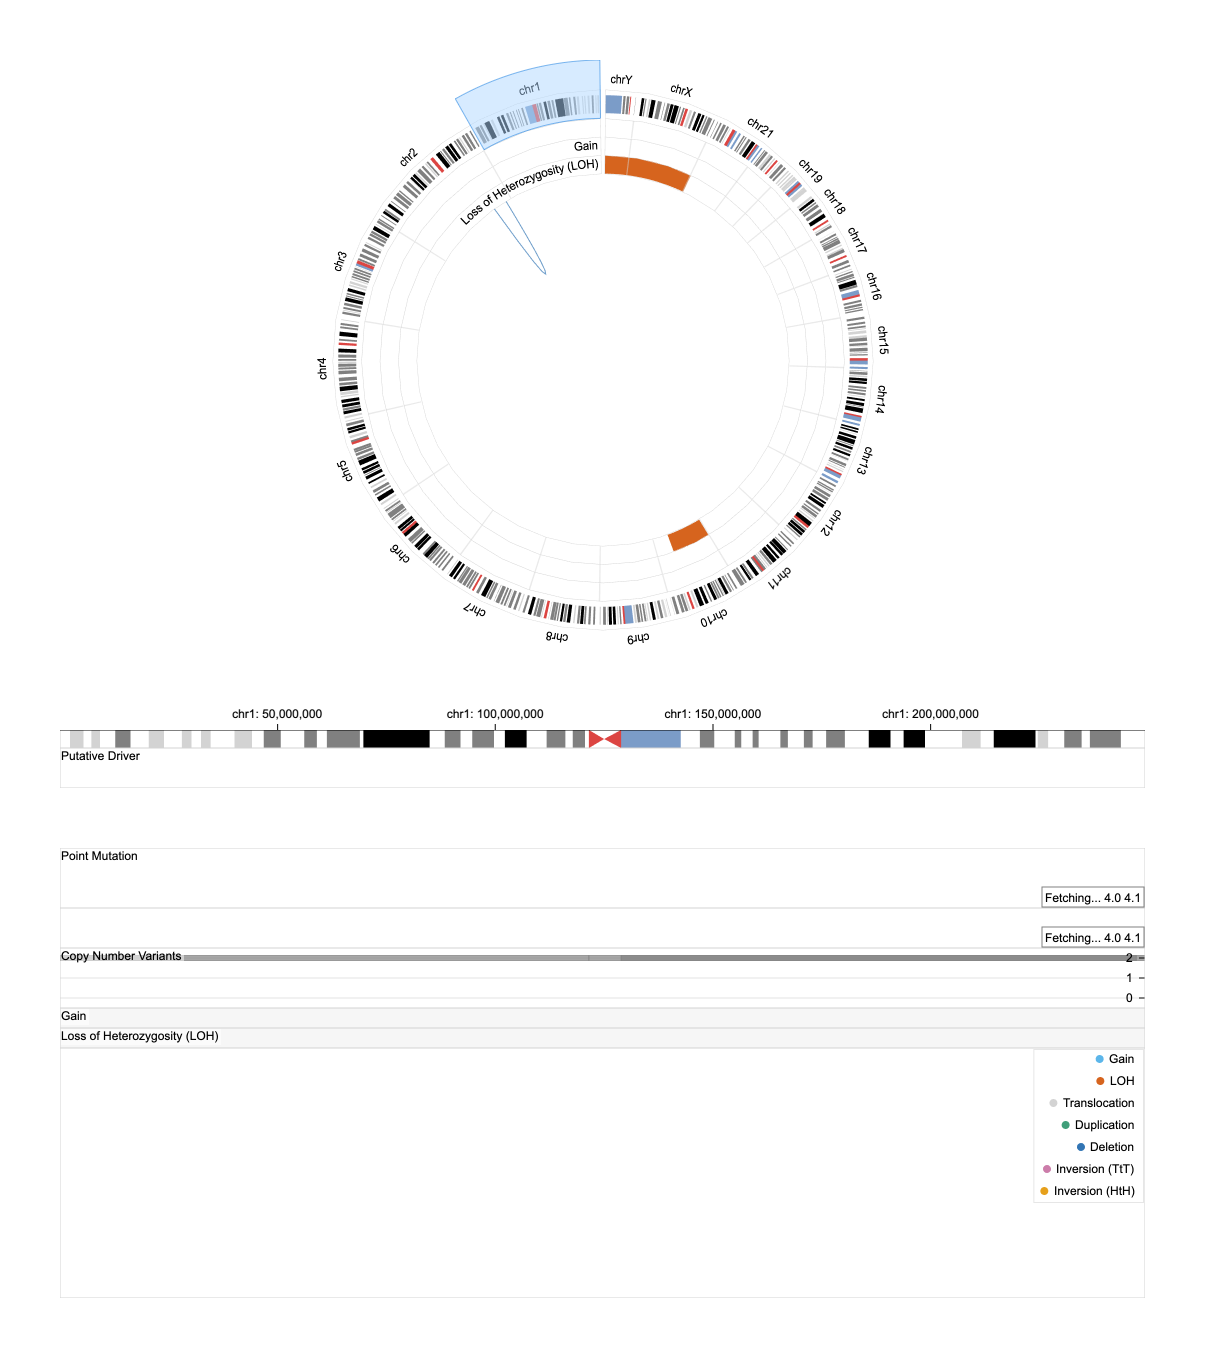 chr1
chrY
chrX
chr21
chr19
chr18
chr17
chr16
chr15
chr14
chr13
chr12
chr11
chr10
chr9
chr8
chr7
chr6
chr5
chr4
chr3
chr2
Gain
Loss of Heterozygosity (LOH)
chr1: 50,000,000 chr1: 100,000,000 chr1: 150,000,000 chr1: 200,000,000
Putative Driver
Point Mutation
Fetching... 4.0 4.1
Fetching... 4.0 4.1
Copy Number Variants
2
1
0
Gain
Loss of Heterozygosity (LOH)
Gain
LOH
Translocation
Duplication
Deletion
Inversion (TtT)
Inversion (HtH)